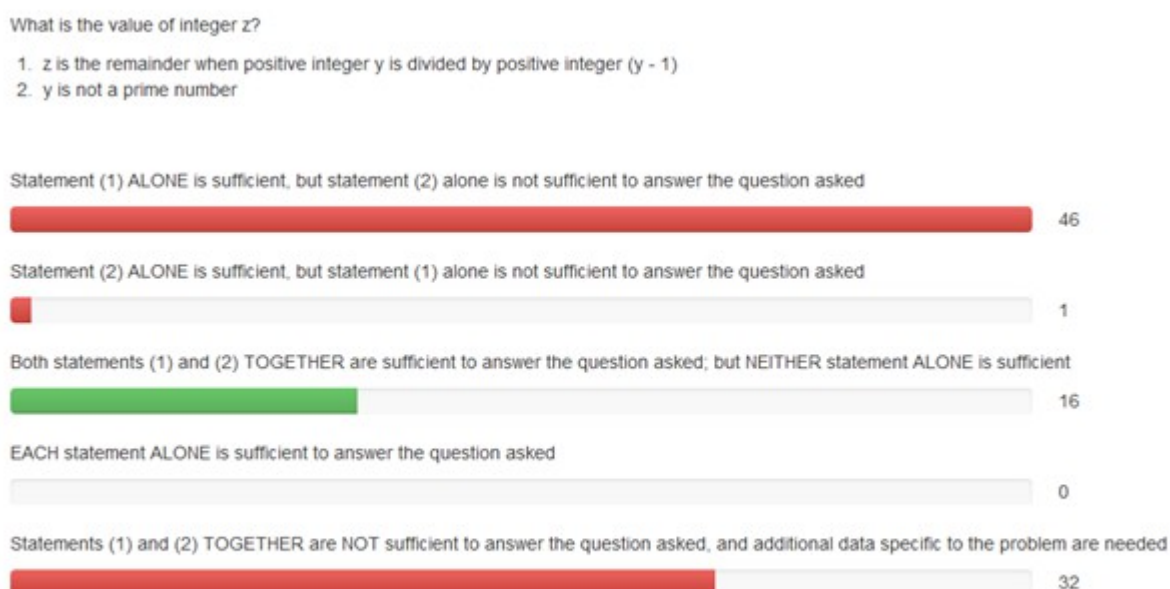 What is the value of integer z?
1. z is the remainder when positive integer y is divided by positive integer (y - 1)
2. y is not a prime number
Statement (1) ALONE is sufficient, but statement (2) alone is not sufficient to answer the question asked
46
Statement (2) ALONE is sufficient, but statement (1) alone is not sufficient to answer the question asked
1
Both statements (1) and (2) TOGETHER are sufficient to answer the question asked; but NEITHER statement ALONE is sufficient
16
EACH statement ALONE is sufficient to answer the question asked
0
Statements (1) and (2) TOGETHER are NOT sufficient to answer the question asked, and additional data specific to the problem are needed
32